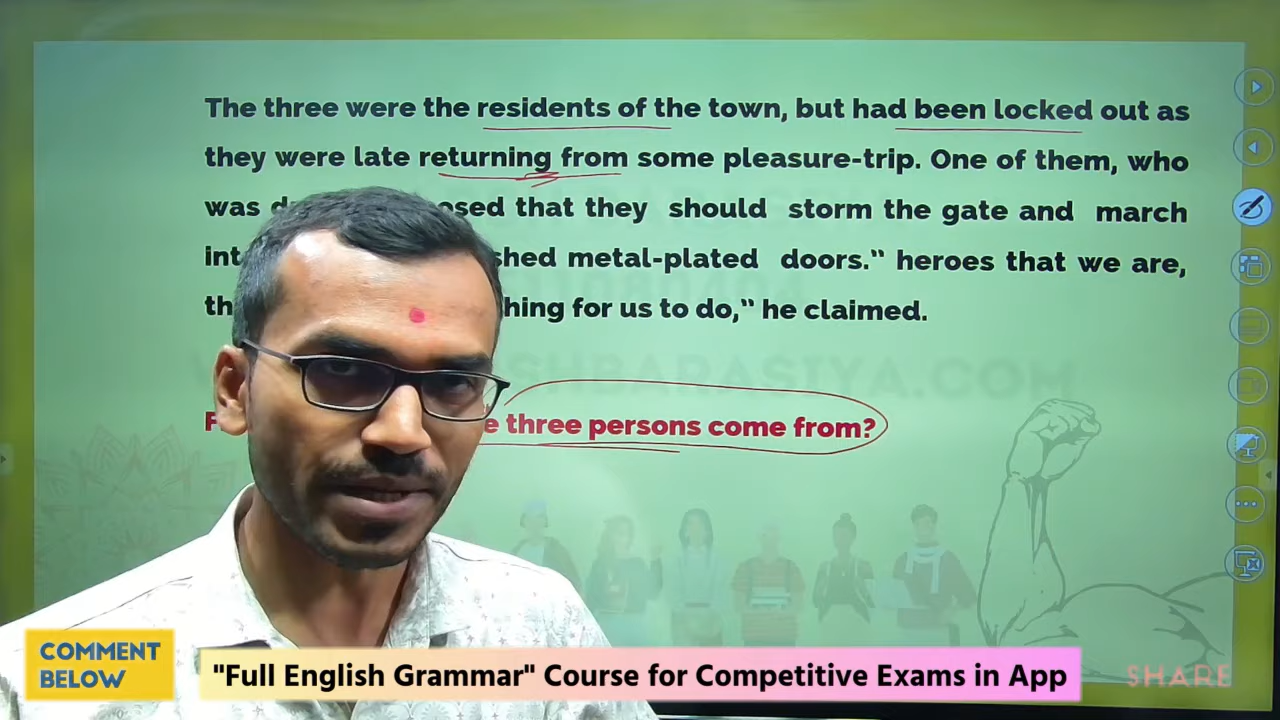 The three were the residents of the town, but had been locked out as
they were late returning from some pleasure-trip. One of them, who
was that they should storm the gate and march
metal-plated doors.” heroes that we are,
for us to do,” he claimed.
three persons come from?
COMMENT
BELOW
"Full English Grammar" Course for Competitive Exams in App
SHARE